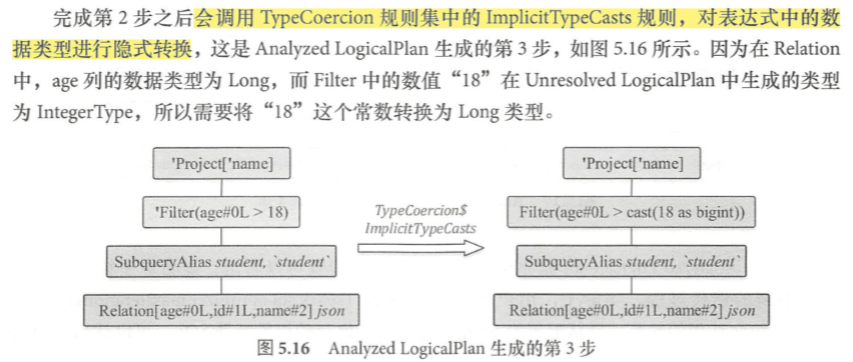 完成第 2 步之后会调用 TypeCoercion 规则集中的 ImplicitTypeCasts 规则，对表达式中的数
据类型进行隐式转换，这是 Analyzed LogicalPlan 生成的第 3 步，如图 5.16 所示。因为在 Relation
中，age 列的数据类型为 Long，而 Filter 中的数值“18”在 Unresolved LogicalPlan 中生成的类型
为 IntegerType，所以需要将“18”这个常数转换为 Long 类型。
'Project['name]
'Filter(age#0L > 18)
SubqueryAlias student, `student`
Relation[age#0L,id#1L,name#2] json
TypeCoercion$
ImplicitTypeCasts
'Project['name]
Filter(age#0L > cast(18 as bigint))
SubqueryAlias student, `student`
Relation[age#0L,id#1L,name#2] json
图 5.16 Analyzed LogicalPlan 生成的第 3 步